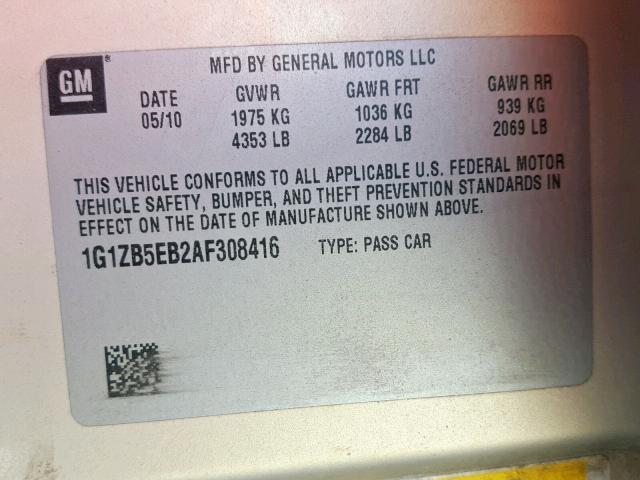 GM
MFD BY GENERAL MOTORS LLC
DATE GVWR GAWR FRT GAWR RR
05/10 1975 KG 1036 KG 939 KG
4353 LB 2284 LB 2069 LB
THIS VEHICLE CONFORMS TO ALL APPLICABLE U.S. FEDERAL MOTOR
VEHICLE SAFETY, BUMPER, AND THEFT PREVENTION STANDARDS IN
EFFECT ON THE DATE OF MANUFACTURE SHOWN ABOVE.
1G1ZB5EB2AF308416 TYPE: PASS CAR